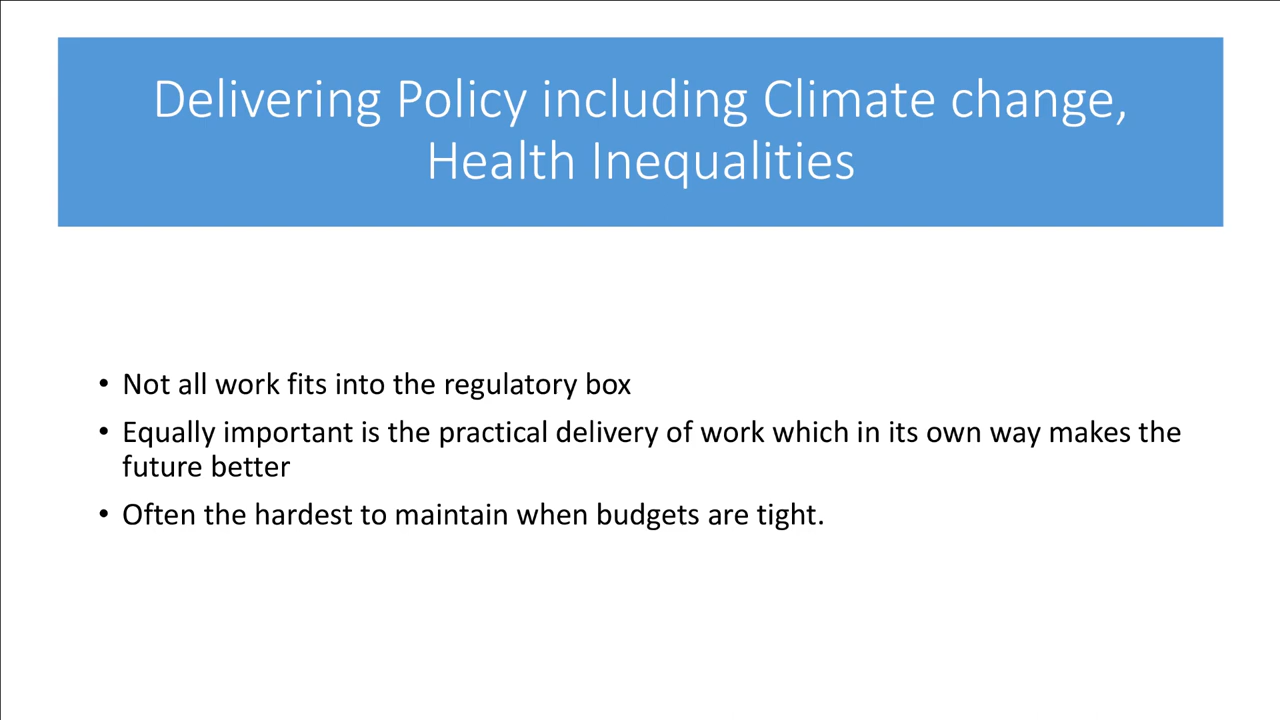 Delivering Policy including Climate change,
Health Inequalities
• Not all work fits into the regulatory box
• Equally important is the practical delivery of work which in its own way makes the
future better
• Often the hardest to maintain when budgets are tight.